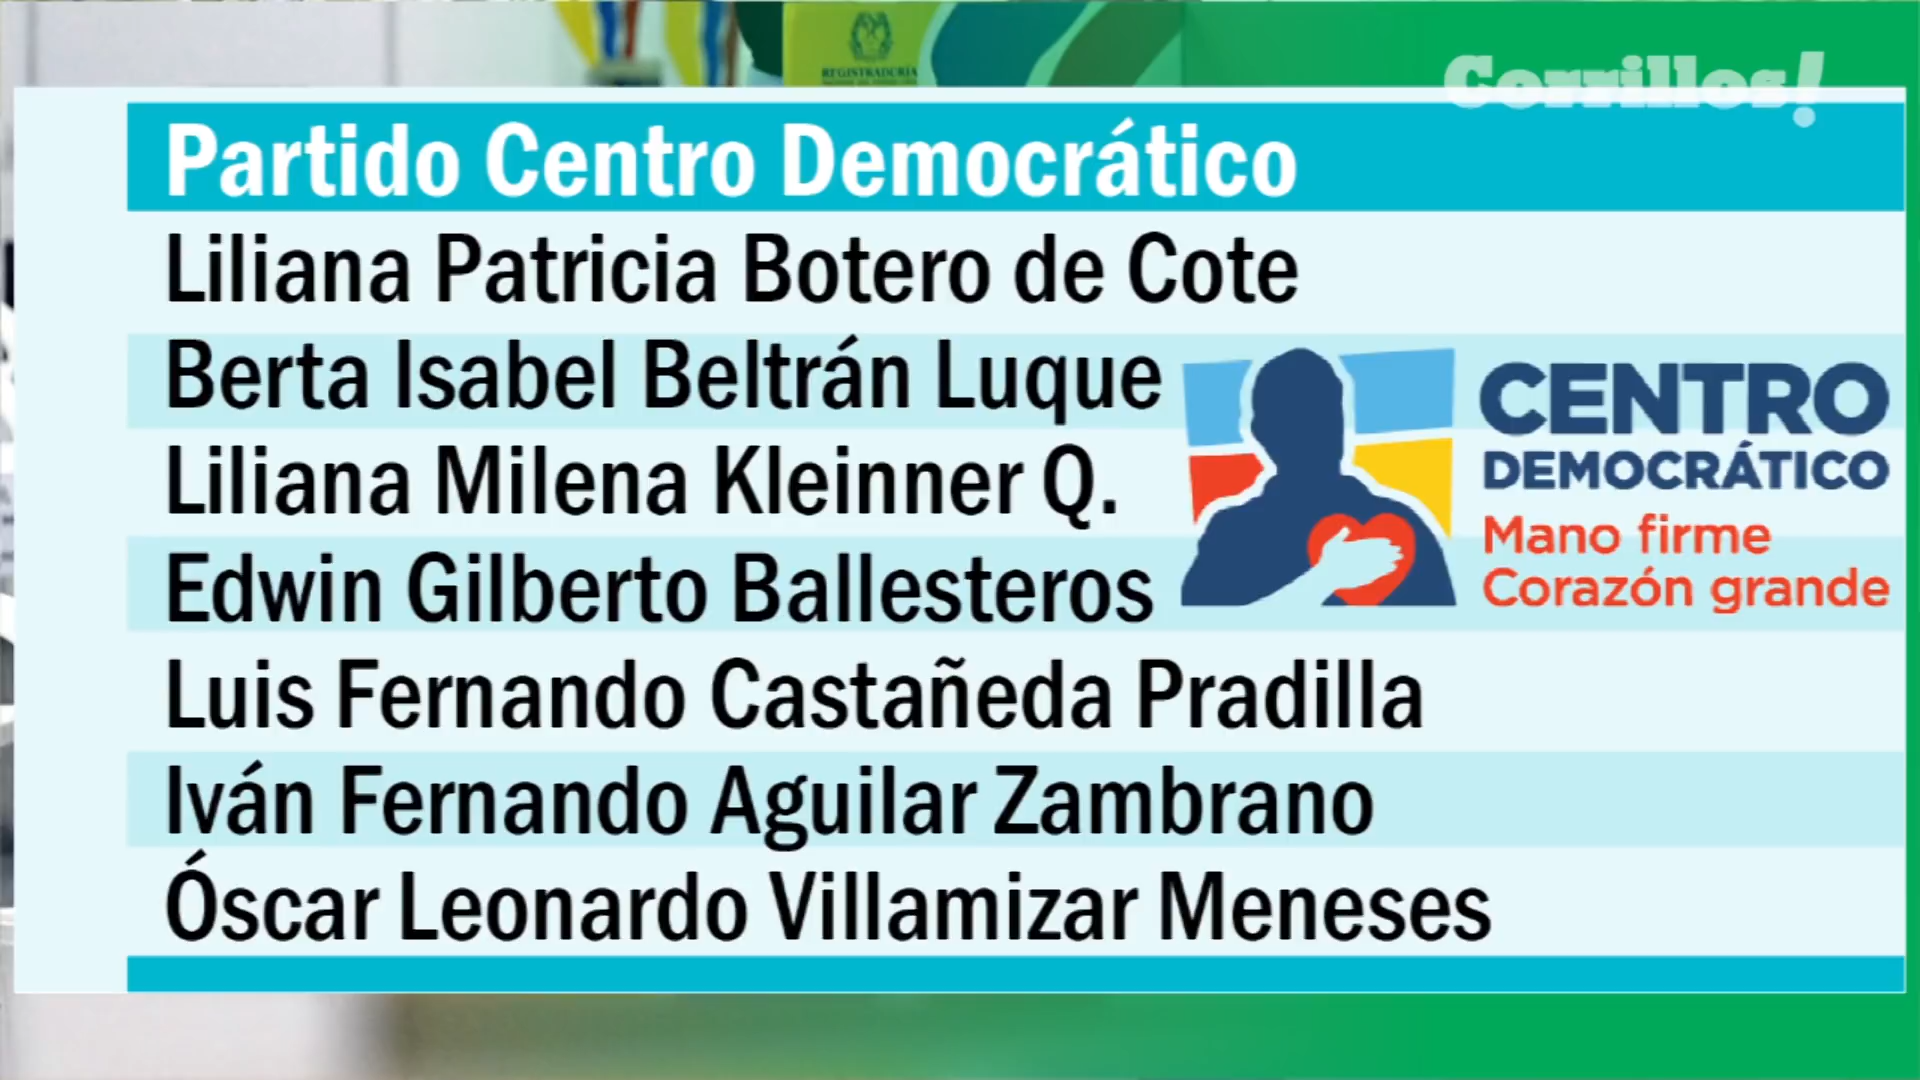 REGISTRADURÍA
Corrillos!
Partido Centro Democrático
Liliana Patricia Botero de Cote
Berta Isabel Beltrán Luque
Liliana Milena Kleinner Q.
Edwin Gilberto Ballesteros
Luis Fernando Castañeda Pradilla
Iván Fernando Aguilar Zambrano
Óscar Leonardo Villamizar Meneses
CENTRO
DEMOCRÁTICO
Mano firme
Corazón grande